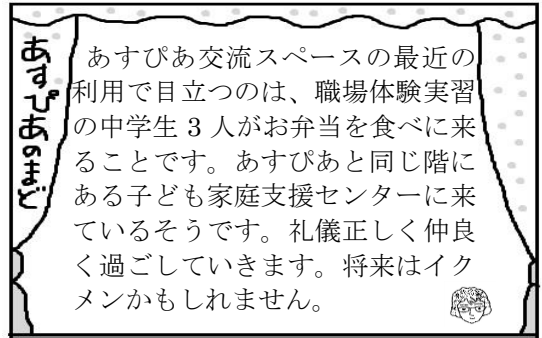 あすぴあのまど
あすぴあ交流スペースの最近の
利用で目立つのは、職場体験実習
の中学生3人がお弁当を食べに来
ることです。あすぴあと同じ階に
ある子ども家庭支援センターに来
ているそうです。礼儀正しく仲良
く過ごしていきます。将来はイク
メンかもしれません。